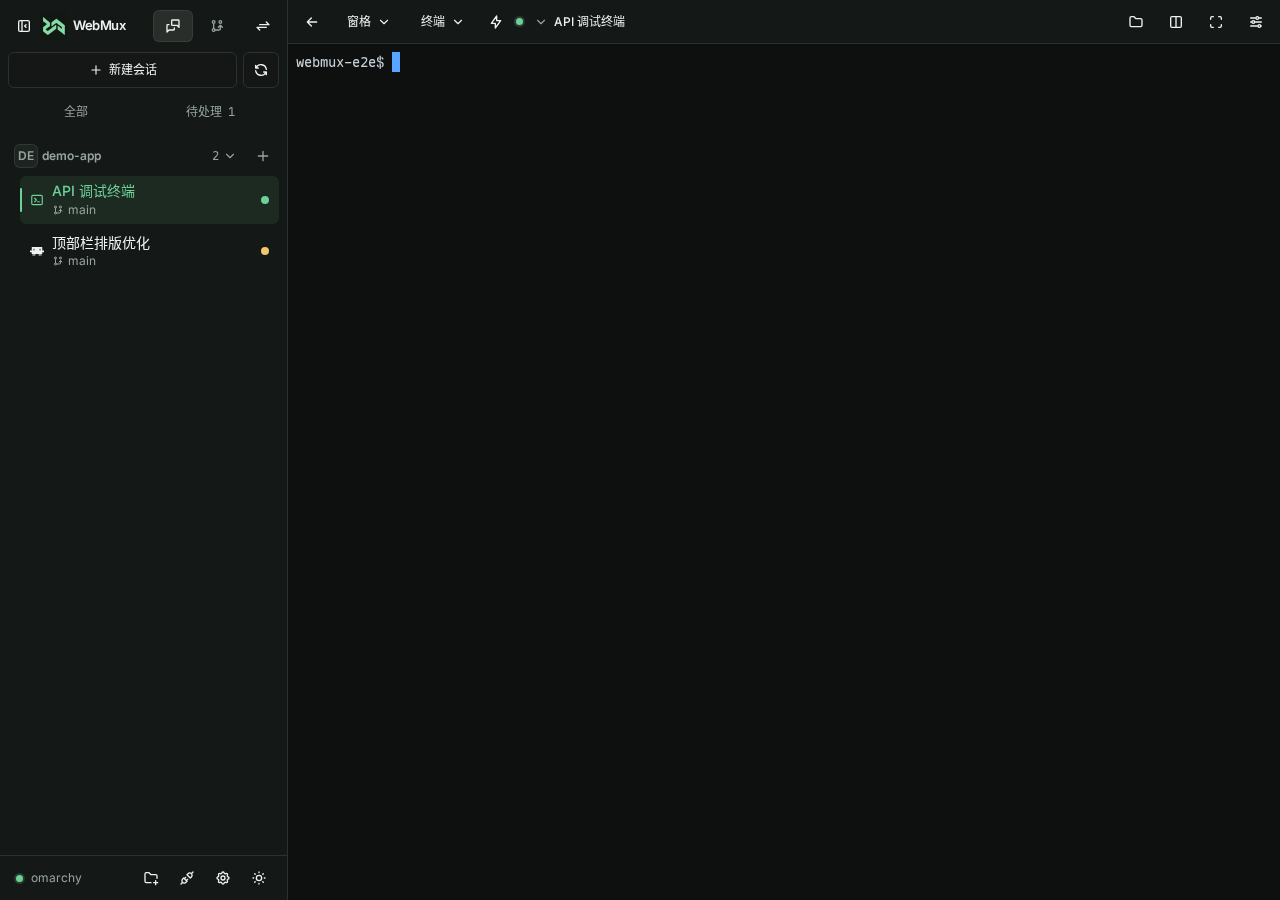 WebMux
新建会话
全部
待处理 1
DE demo-app 2
API 调试终端
main
顶部栏排版优化
main
omarchy
窗格 终端 API 调试终端
webmux-e2e$